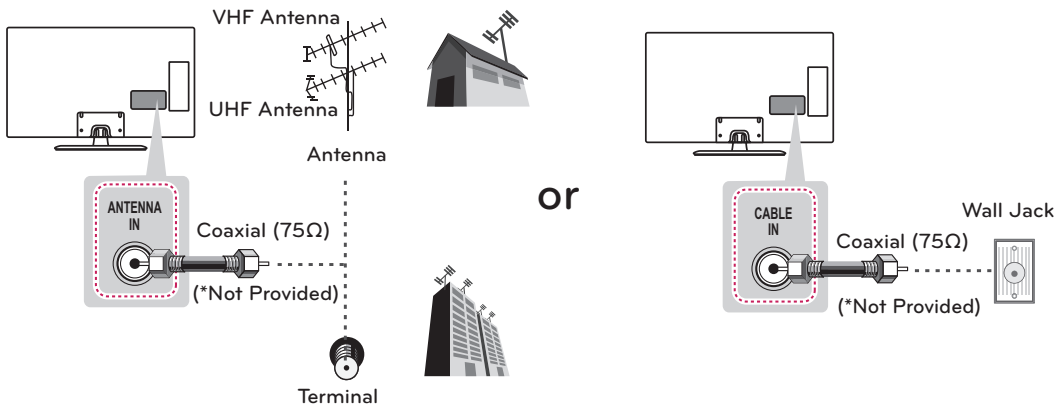 VHF Antenna
UHF Antenna
Antenna
ANTENNA
IN
Coaxial (75Ω)
(*Not Provided)
Terminal
or
CABLE
IN
Coaxial (75Ω)
(*Not Provided)
Wall Jack